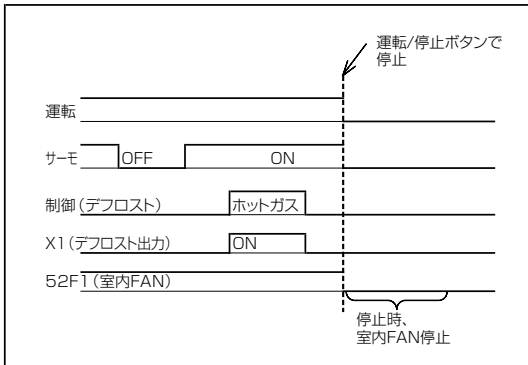 運転/停止ボタンで
停止
運転
サーモ
OFF
ON
制御(デフロスト)
ホットガス
X1(デフロスト出力)
ON
52F1(室内FAN)
停止時、
室内FAN停止